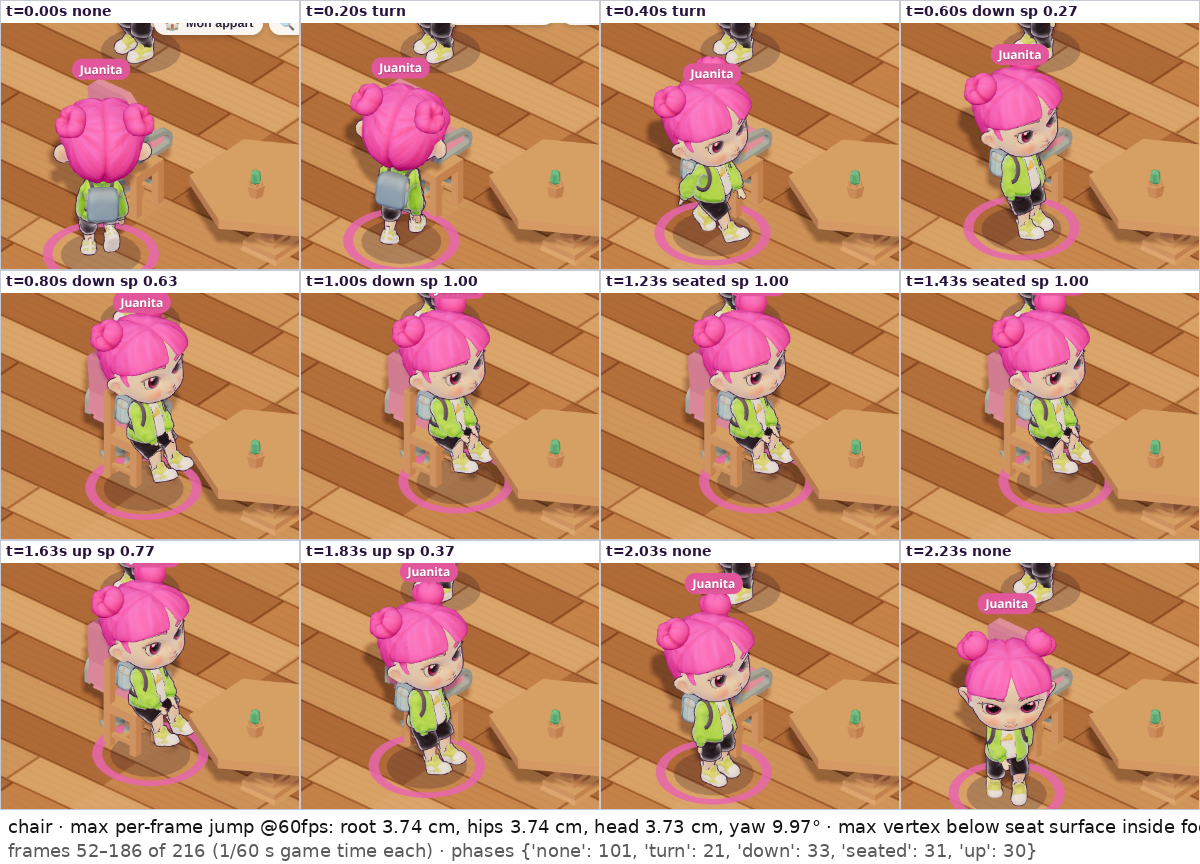 t=0.00s none
t=0.20s turn
t=0.40s turn
t=0.60s down sp 0.27
Mon appart
Juanita
Juanita
Juanita
Juanita
t=0.80s down sp 0.63
t=1.00s down sp 1.00
t=1.23s seated sp 1.00
t=1.43s seated sp 1.00
Juanita
t=1.63s up sp 0.77
t=1.83s up sp 0.37
t=2.03s none
t=2.23s none
Juanita
Juanita
Juanita
chair · max per-frame jump @60fps: root 3.74 cm, hips 3.74 cm, head 3.73 cm, yaw 9.97° · max vertex below seat surface inside
frames 52–186 of 216 (1/60 s game time each) · phases {'none': 101, 'turn': 21, 'down': 33, 'seated': 31, 'up': 30}